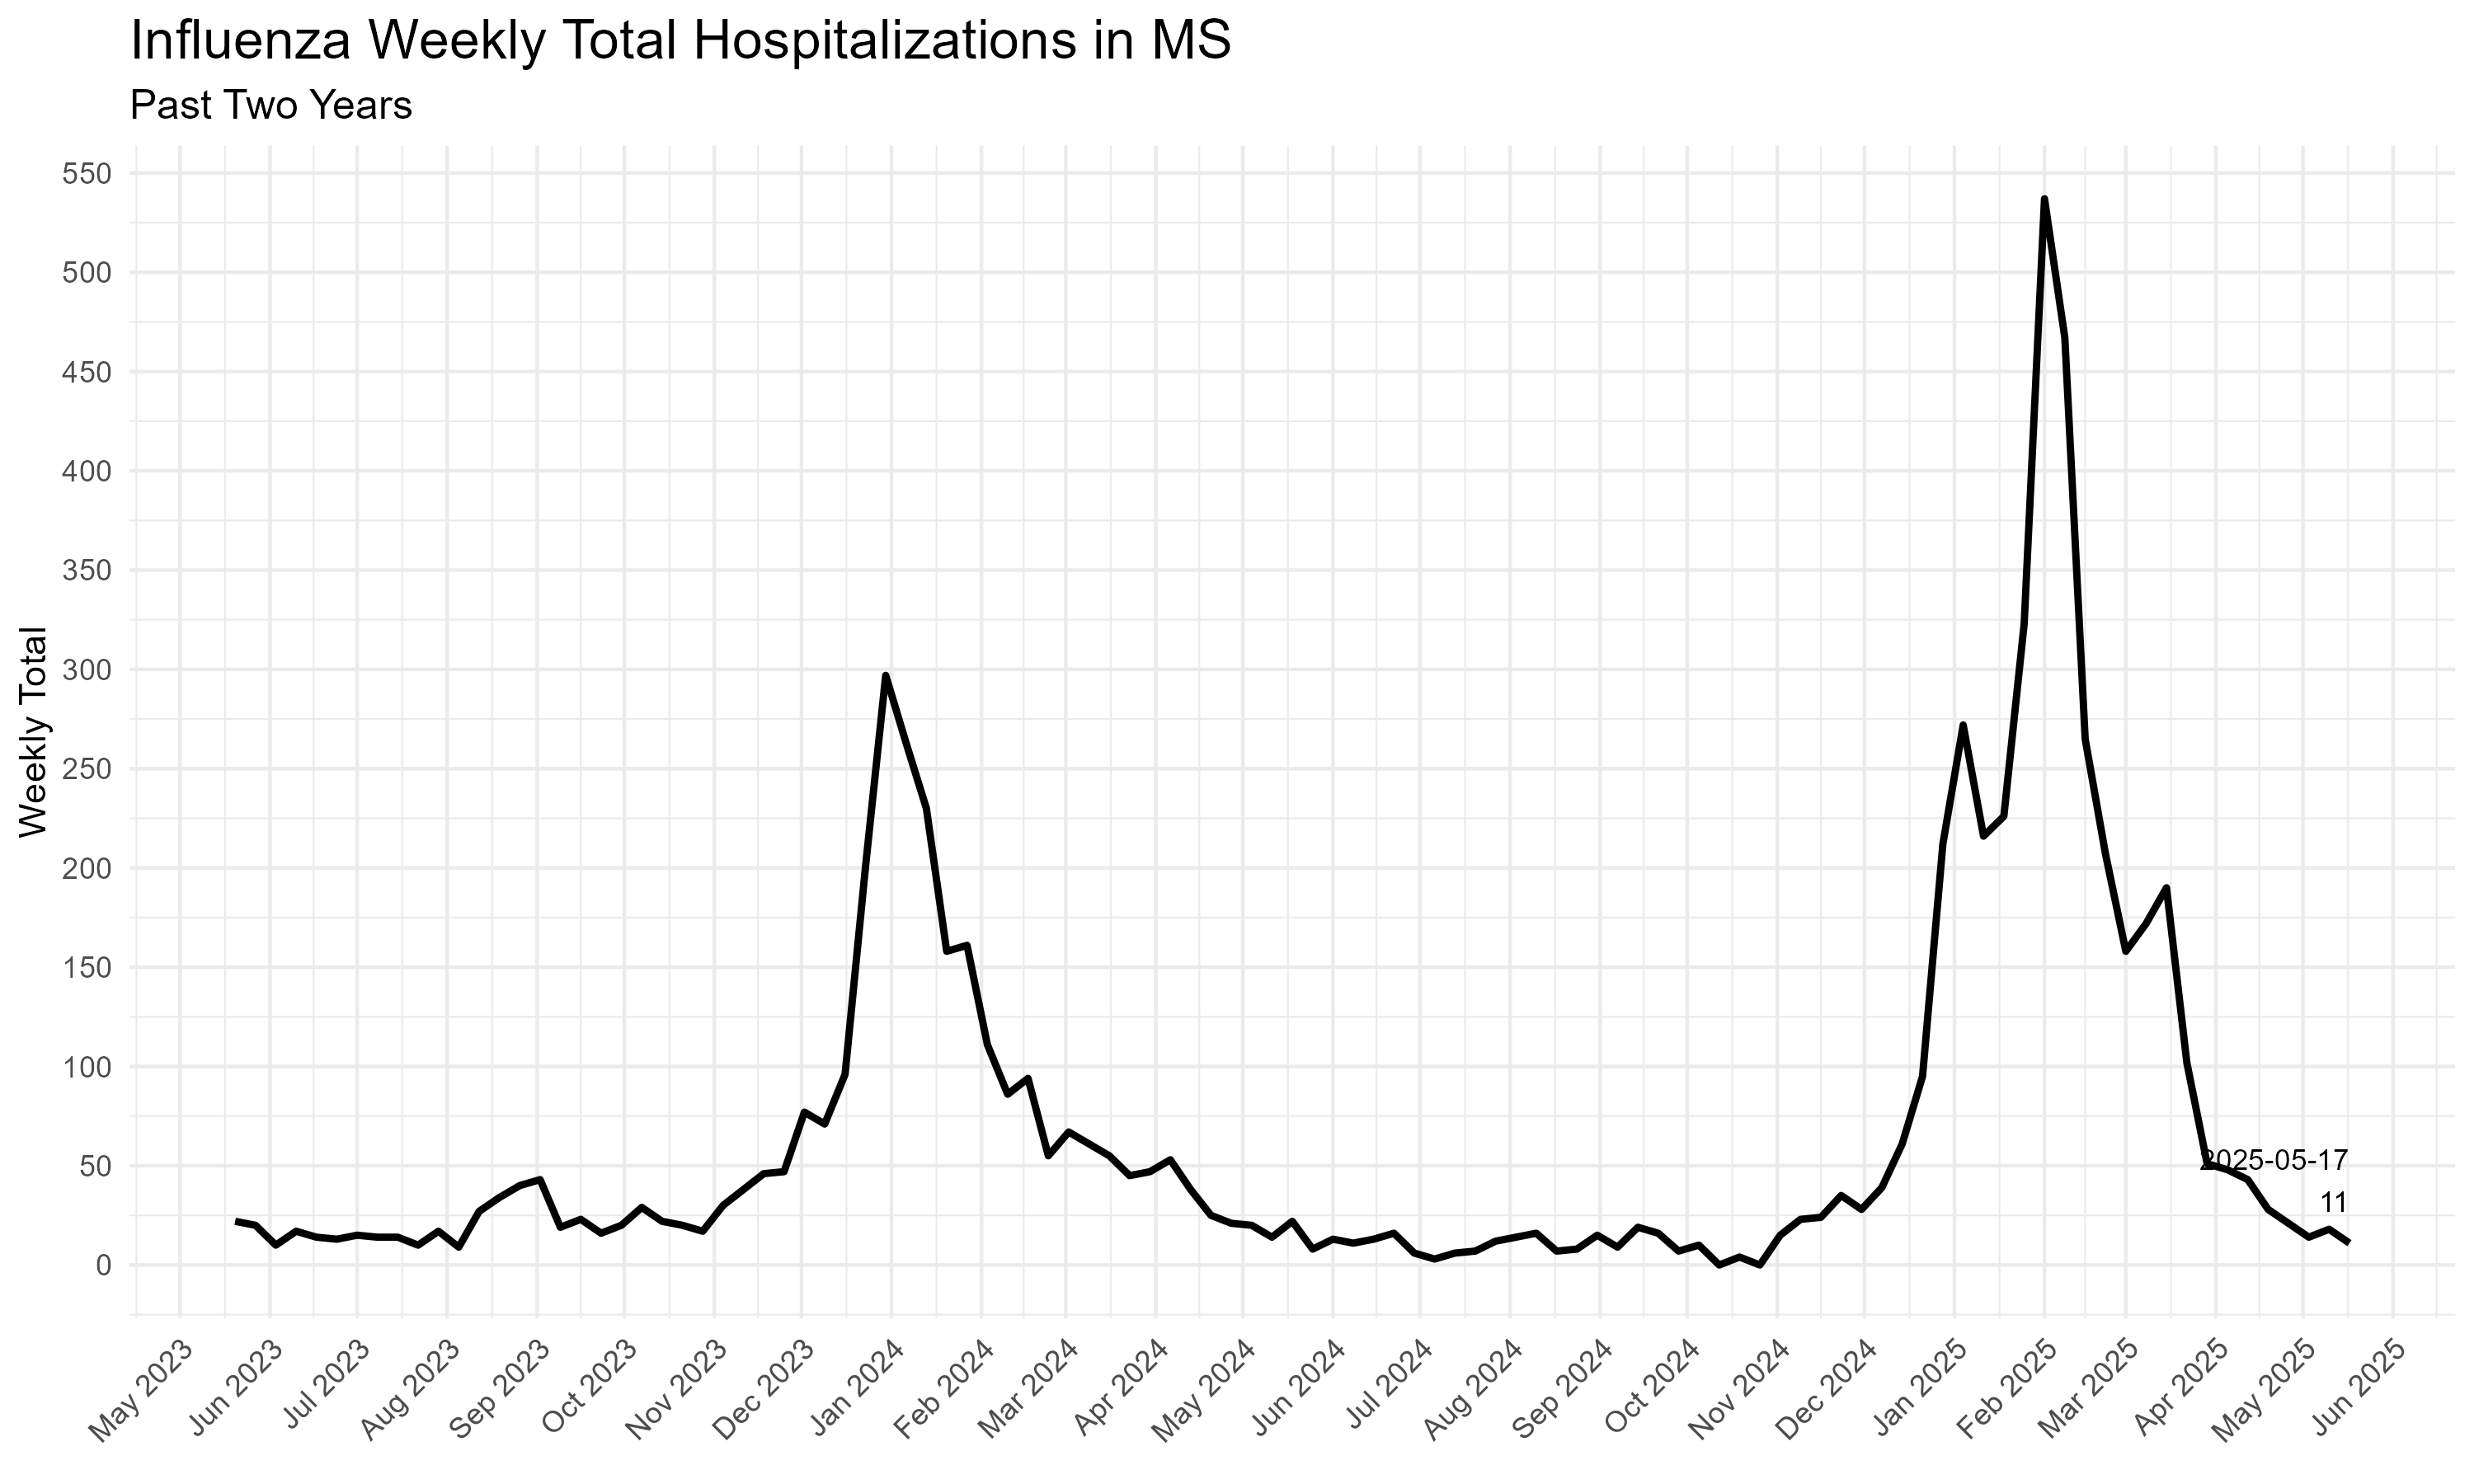 Influenza Weekly Total Hospitalizations in MS
Past Two Years
550
500
450
400
350
300
250
200
150
100
50
0
Weekly Total
2025-05-17
11
May 2023
Jun 2023
Jul 2023
Aug 2023
Sep 2023
Oct 2023
Nov 2023
Dec 2023
Jan 2024
Feb 2024
Mar 2024
Apr 2024
May 2024
Jun 2024
Jul 2024
Aug 2024
Sep 2024
Oct 2024
Nov 2024
Dec 2024
Jan 2025
Feb 2025
Mar 2025
Apr 2025
May 2025
Jun 2025